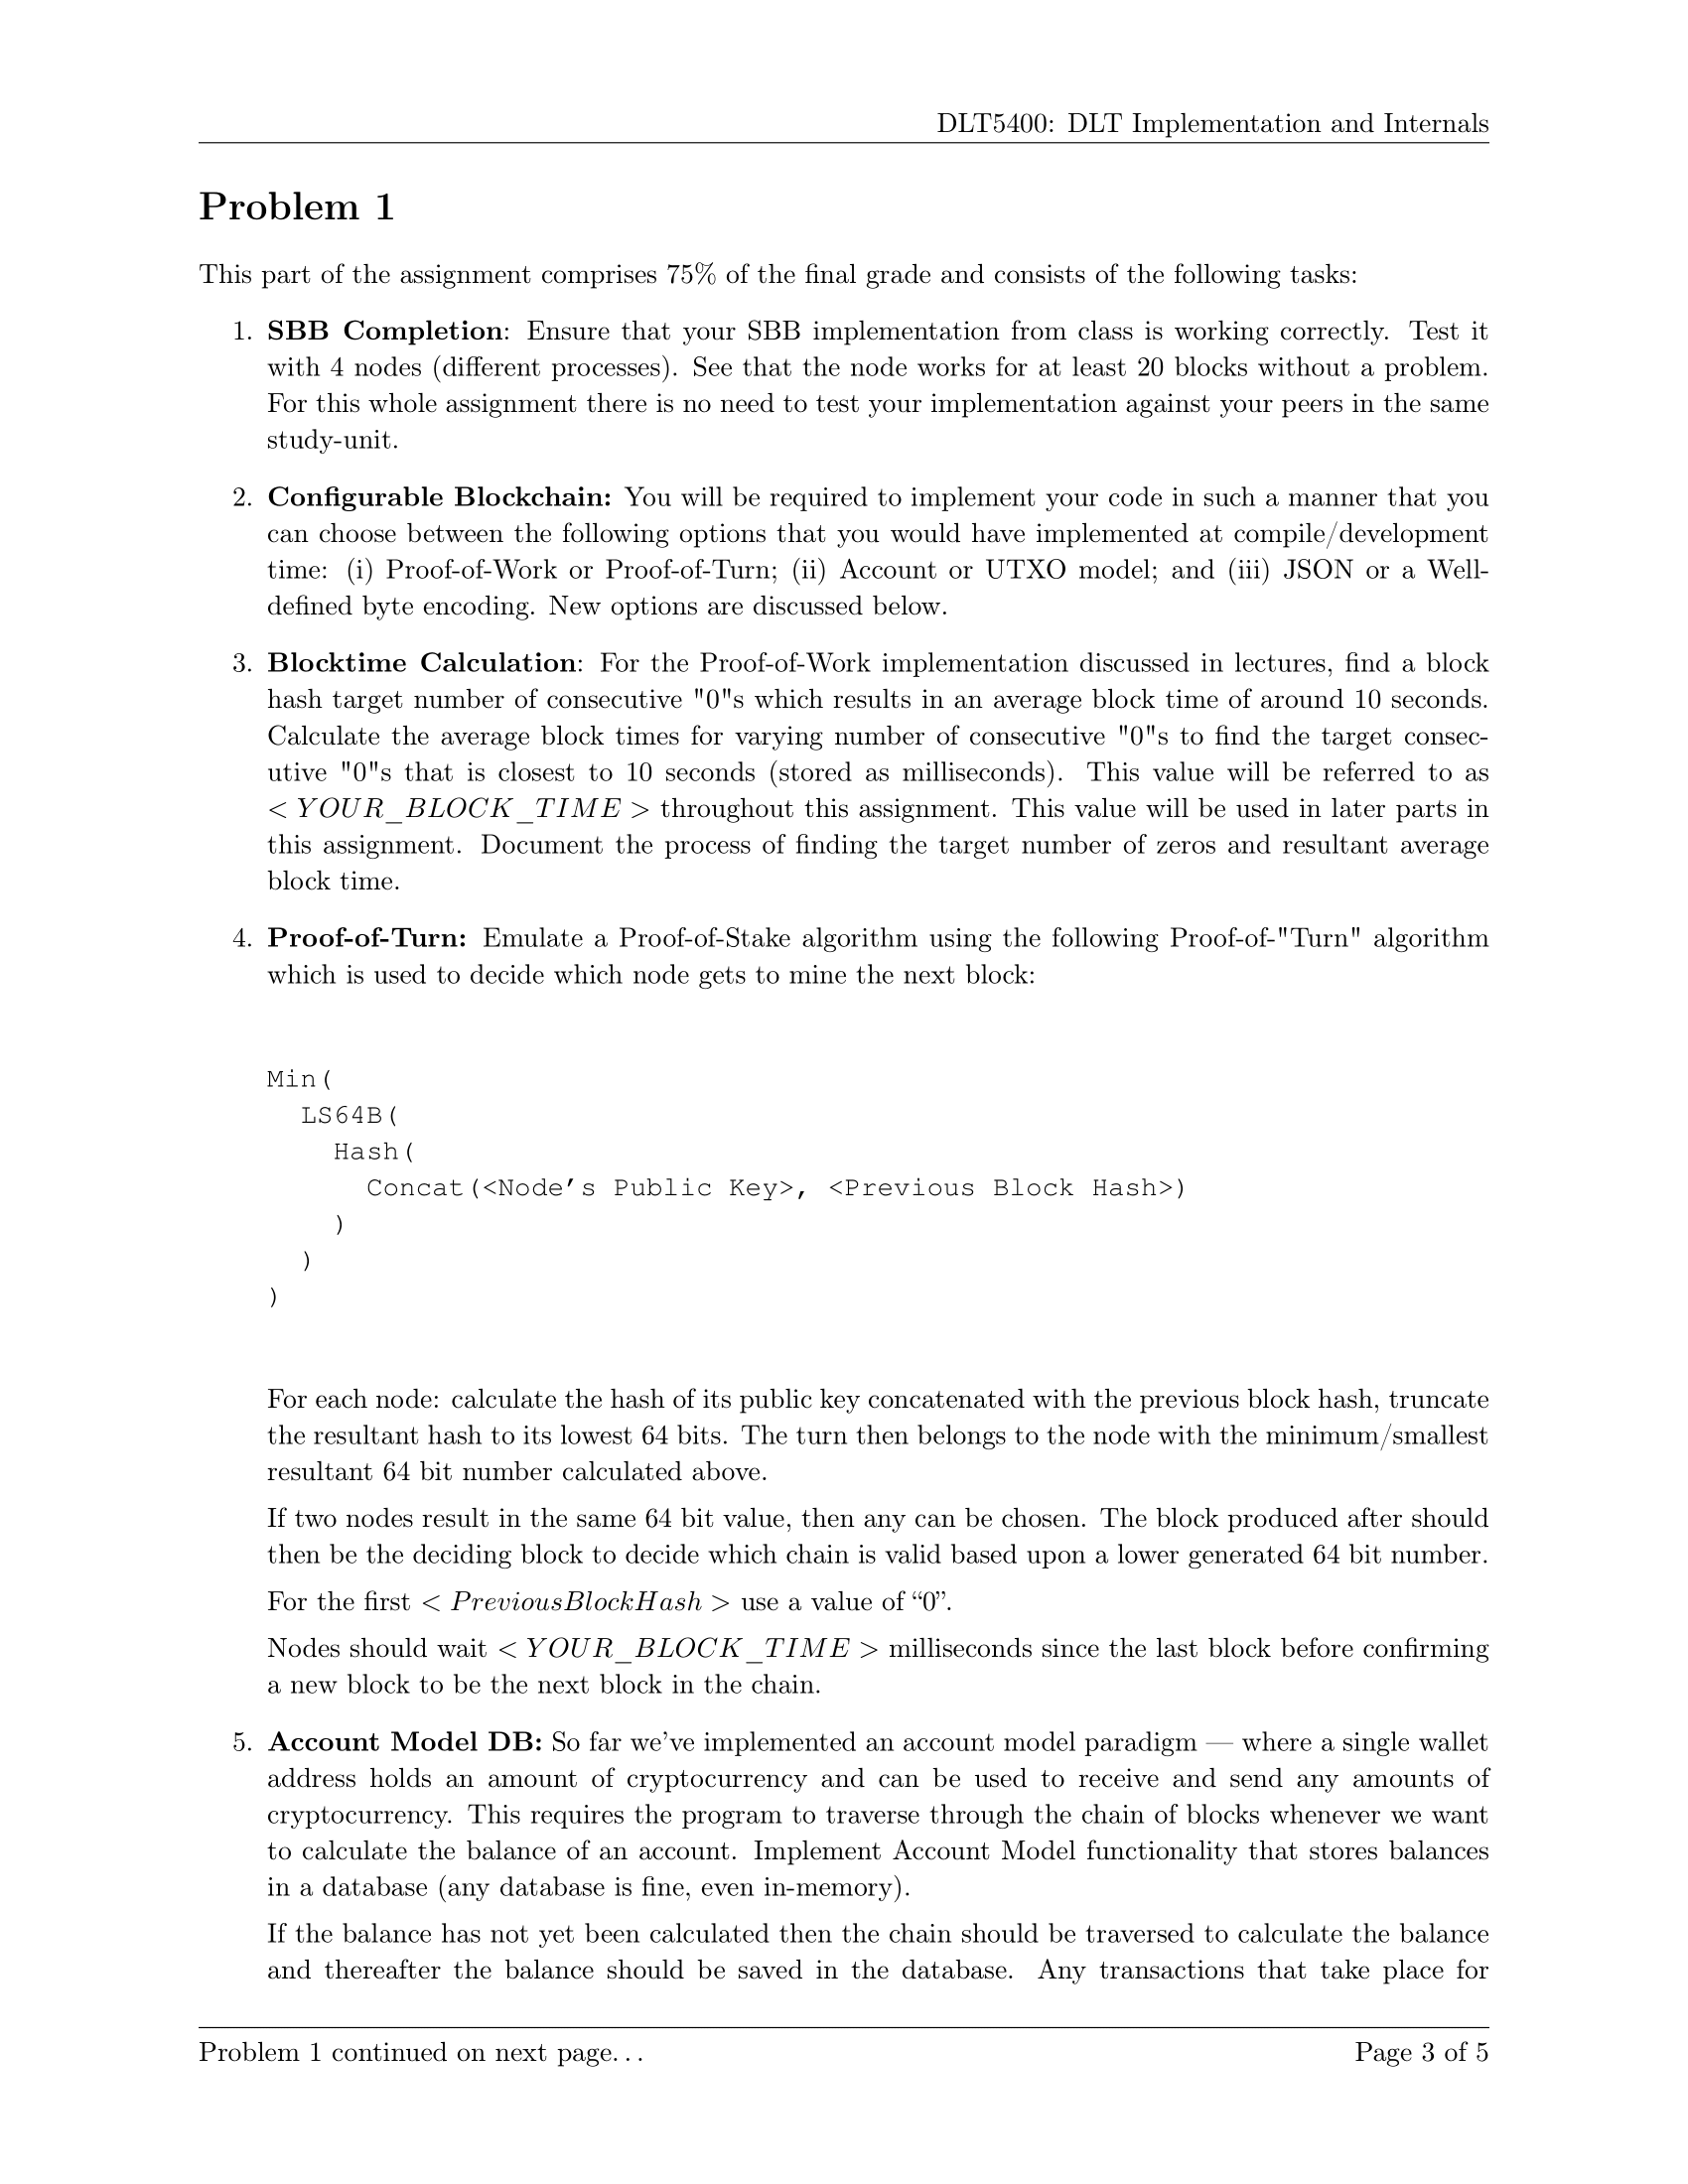 DLT5400: DLT Implementation and Internals
Problem 1
This part of the assignment comprises 75% of the final grade and consists of the following tasks:
1. SBB Completion: Ensure that your SBB implementation from class is working correctly. Test it
with 4 nodes (different processes). See that the node works for at least 20 blocks without a problem.
For this whole assignment there is no need to test your implementation against your peers in the same
study-unit.
2. Configurable Blockchain: You will be required to implement your code in such a manner that you
can choose between the following options that you would have implemented at compile/development
time: (i) Proof-of-Work or Proof-of-Turn; (ii) Account or UTXO model; and (iii) JSON or a Well-
defined byte encoding. New options are discussed below.
3. Blocktime Calculation: For the Proof-of-Work implementation discussed in lectures, find a block
hash target number of consecutive "0"s which results in an average block time of around 10 seconds.
Calculate the average block times for varying number of consecutive "0"s to find the target consec-
utive "0"s that is closest to 10 seconds (stored as milliseconds). This value will be referred to as
< YOUR_BLOCK_TIME > throughout this assignment. This value will be used in later parts in
this assignment. Document the process of finding the target number of zeros and resultant average
block time.
4. Proof-of-Turn: Emulate a Proof-of-Stake algorithm using the following Proof-of-"Turn" algorithm
which is used to decide which node gets to mine the next block:
Min(
LS64B(
Hash(
Concat(<Node's Public Key>, <Previous Block Hash>)
)
)
)
For each node: calculate the hash of its public key concatenated with the previous block hash, truncate
the resultant hash to its lowest 64 bits. The turn then belongs to the node with the minimum/smallest
resultant 64 bit number calculated above.
If two nodes result in the same 64 bit value, then any can be chosen. The block produced after should
then be the deciding block to decide which chain is valid based upon a lower generated 64 bit number.
For the first < PreviousBlockHash > use a value of “0”.
Nodes should wait < YOUR_BLOCK_TIME > milliseconds since the last block before confirming
a new block to be the next block in the chain.
5. Account Model DB: So far we've implemented an account model paradigm — where a single wallet
address holds an amount of cryptocurrency and can be used to receive and send any amounts of
cryptocurrency. This requires the program to traverse through the chain of blocks whenever we want
to calculate the balance of an account. Implement Account Model functionality that stores balances
in a database (any database is fine, even in-memory).
If the balance has not yet been calculated then the chain should be traversed to calculate the balance
and thereafter the balance should be saved in the database. Any transactions that take place for
Problem 1 continued on next page. . .
Page 3 of 5